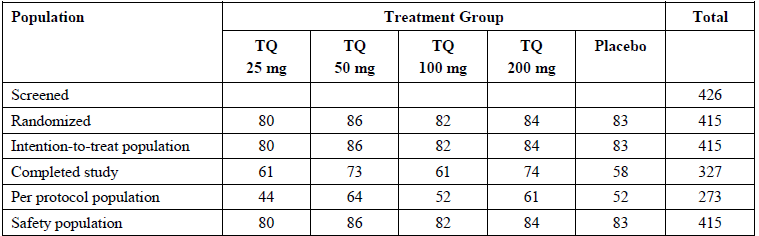 Population Treatment Group Total
TQ 25 mg TQ 50 mg TQ 100 mg TQ 200 mg Placebo
Screened 426
Randomized 80 86 82 84 83 415
Intention-to-treat population 80 86 82 84 83 415
Completed study 61 73 61 74 58 327
Per protocol population 44 64 52 61 52 273
Safety population 80 86 82 84 83 415